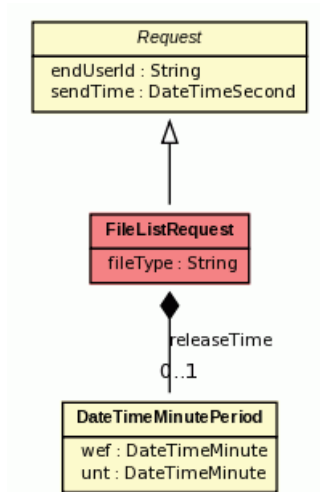 Request
endUserId : String
sendTime : DateTimeSecond
FileListRequest
fileType : String
releaseTime
0..1
DateTimeMinutePeriod
wef : DateTimeMinute
unt : DateTimeMinute